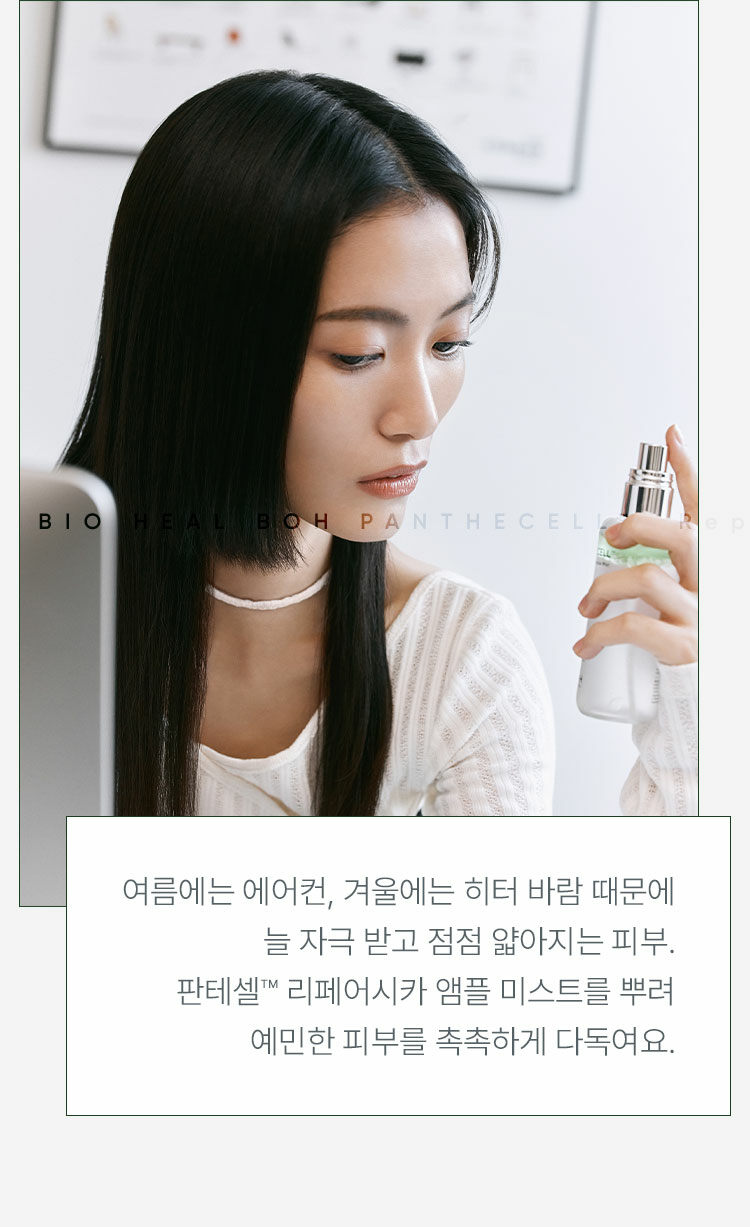 BIO HEAL BOH PANTHECELL Rep
CELL
여름에는 에어컨, 겨울에는 히터 바람 때문에
늘 자극 받고 점점 얇아지는 피부.
판테셀™ 리페어시카 앰플 미스트를 뿌려
예민한 피부를 촉촉하게 다독여요.